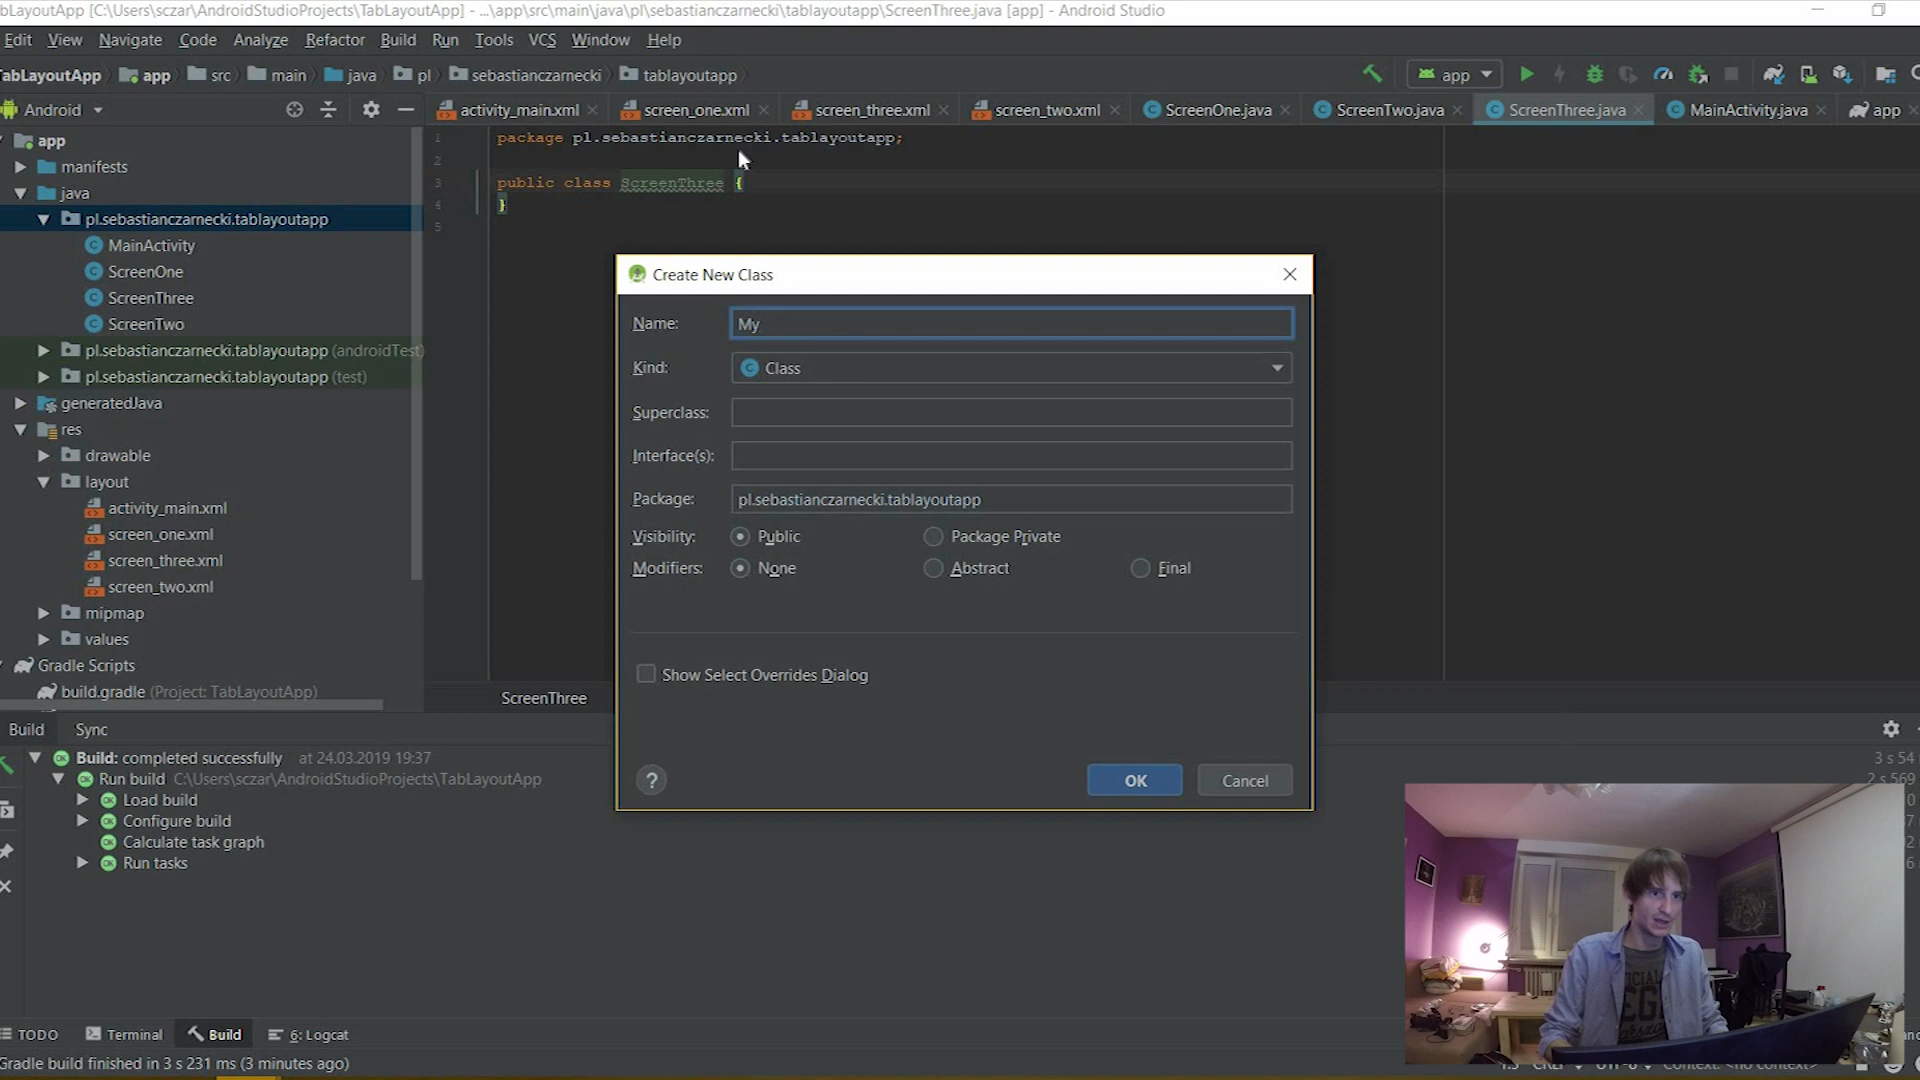 bLayoutApp [C:\Users\sczar\AndroidStudioProjects\TabLayoutApp] - ...\app\src\main\java\pl\sebastianczarnecki\tablayoutapp\ScreenThree.java [app] - Android Studio
Edit View Navigate Code Analyze Refactor Build Run Tools VCS Window Help
TabLayoutApp app src main java pl sebastianczarnecki tablayoutapp
app
Android
activity_main.xml screen_one.xml screen_three.xml screen_two.xml ScreenOne.java ScreenTwo.java ScreenThree.java MainActivity.java app
app
manifests
java
pl.sebastianczarnecki.tablayoutapp
MainActivity
ScreenOne
ScreenThree
ScreenTwo
pl.sebastianczarnecki.tablayoutapp (androidTest)
pl.sebastianczarnecki.tablayoutapp (test)
generatedJava
res
drawable
layout
activity_main.xml
screen_one.xml
screen_three.xml
screen_two.xml
mipmap
values
Gradle Scripts
build.gradle (Project: TabLayoutApp)
1 package pl.sebastianczarnecki.tablayoutapp;
2
3 public class ScreenThree {
4 }
5
ScreenThree
Create New Class
Name: My
Kind: Class
Superclass:
Interface(s):
Package: pl.sebastianczarnecki.tablayoutapp
Visibility: Public Package Private
Modifiers: None Abstract Final
Show Select Overrides Dialog
? OK Cancel
Build Sync
Build: completed successfully at 24.03.2019 19:37
3 s 54
Run build C:\Users\sczar\AndroidStudioProjects\TabLayoutApp
2 s 569
Load build
Configure build
Calculate task graph
Run tasks
TODO Terminal Build 6: Logcat
Gradle build finished in 3 s 231 ms (3 minutes ago)